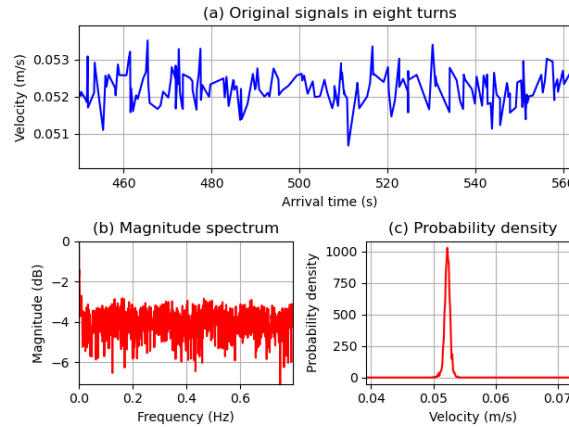 (a) Original signals in eight turns
Velocity (m/s)
0.053
0.052
0.051
460 480 500 520 540 560
Arrival time (s)
(b) Magnitude spectrum
Magnitude (dB)
0
−2
−4
−6
0.0 0.2 0.4 0.6
Frequency (Hz)
(c) Probability density
Probability density
1000
750
500
250
0
0.04 0.05 0.06 0.07
Velocity (m/s)